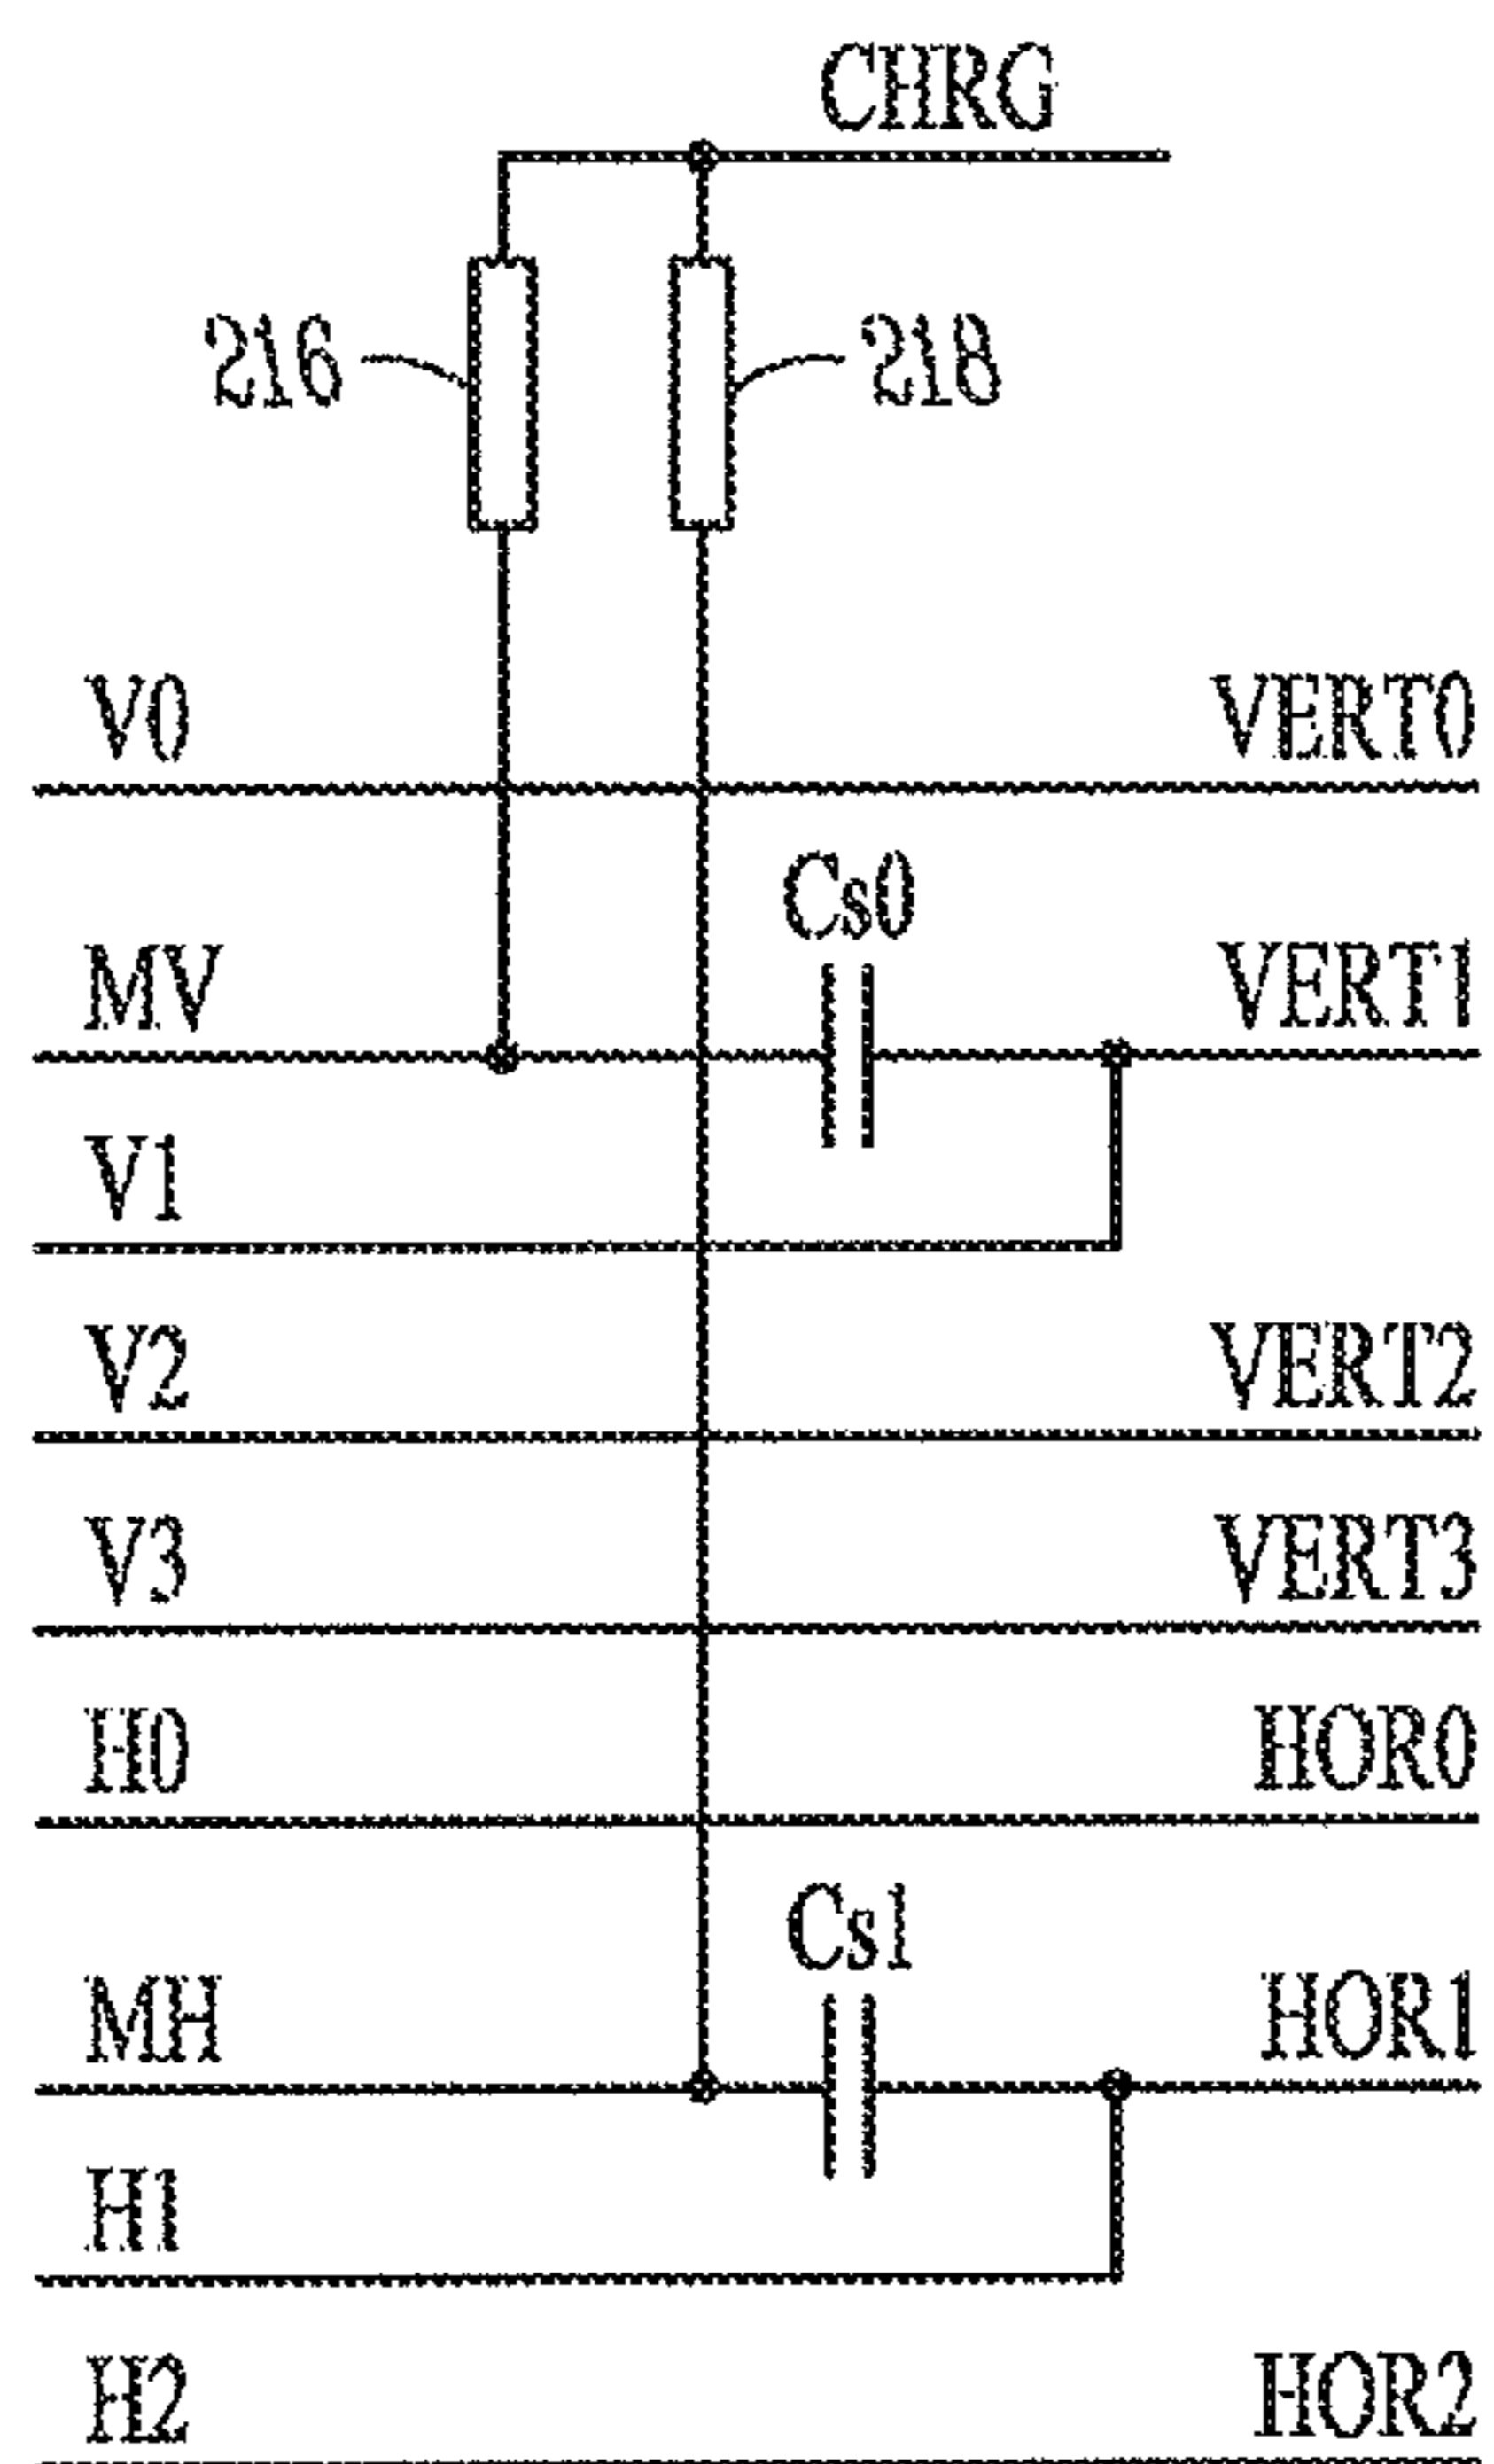 CHRG
216 218
V0 VERT0
Cs0
MV VERT1
V1
V2 VERT2
V3 VERT3
H0 HOR0
Cs1
MH HOR1
H1
H2 HOR2